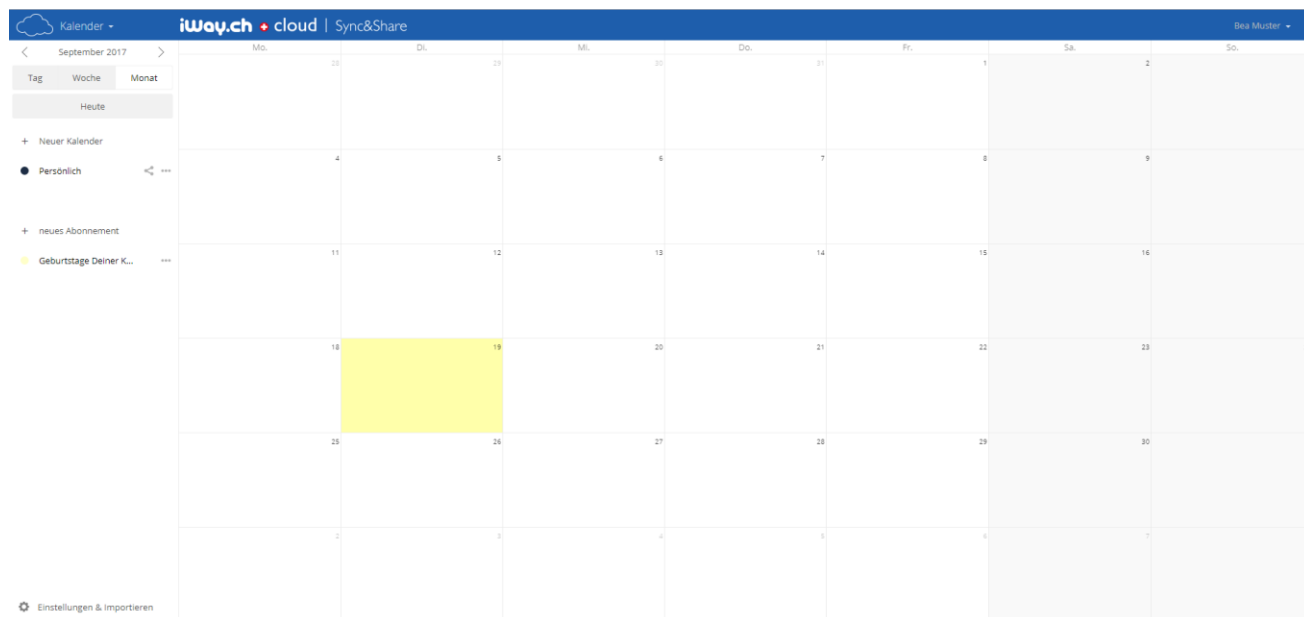 Kalender
iway.ch cloud | Sync&Share
Bea Muster
September 2017
Tag Woche Monat
Heute
+ Neuer Kalender
Persönlich
+ neues Abonnement
Geburtstage Deiner K...
Einstellungen & Importieren
Mo. Di. Mi. Do. Fr. Sa. So.
28 29 30 31 1 2
4 5 6 7 8 9
11 12 13 14 15 16
18 19 20 21 22 23
25 26 27 28 29 30
2 3 4 5 6 7